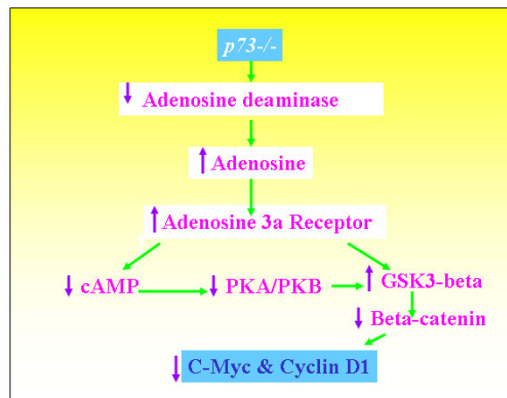 p73-/-
Adenosine deaminase
Adenosine
Adenosine 3a Receptor
cAMP PKA/PKB GSK3-beta
Beta-catenin
C-Myc & Cyclin D1